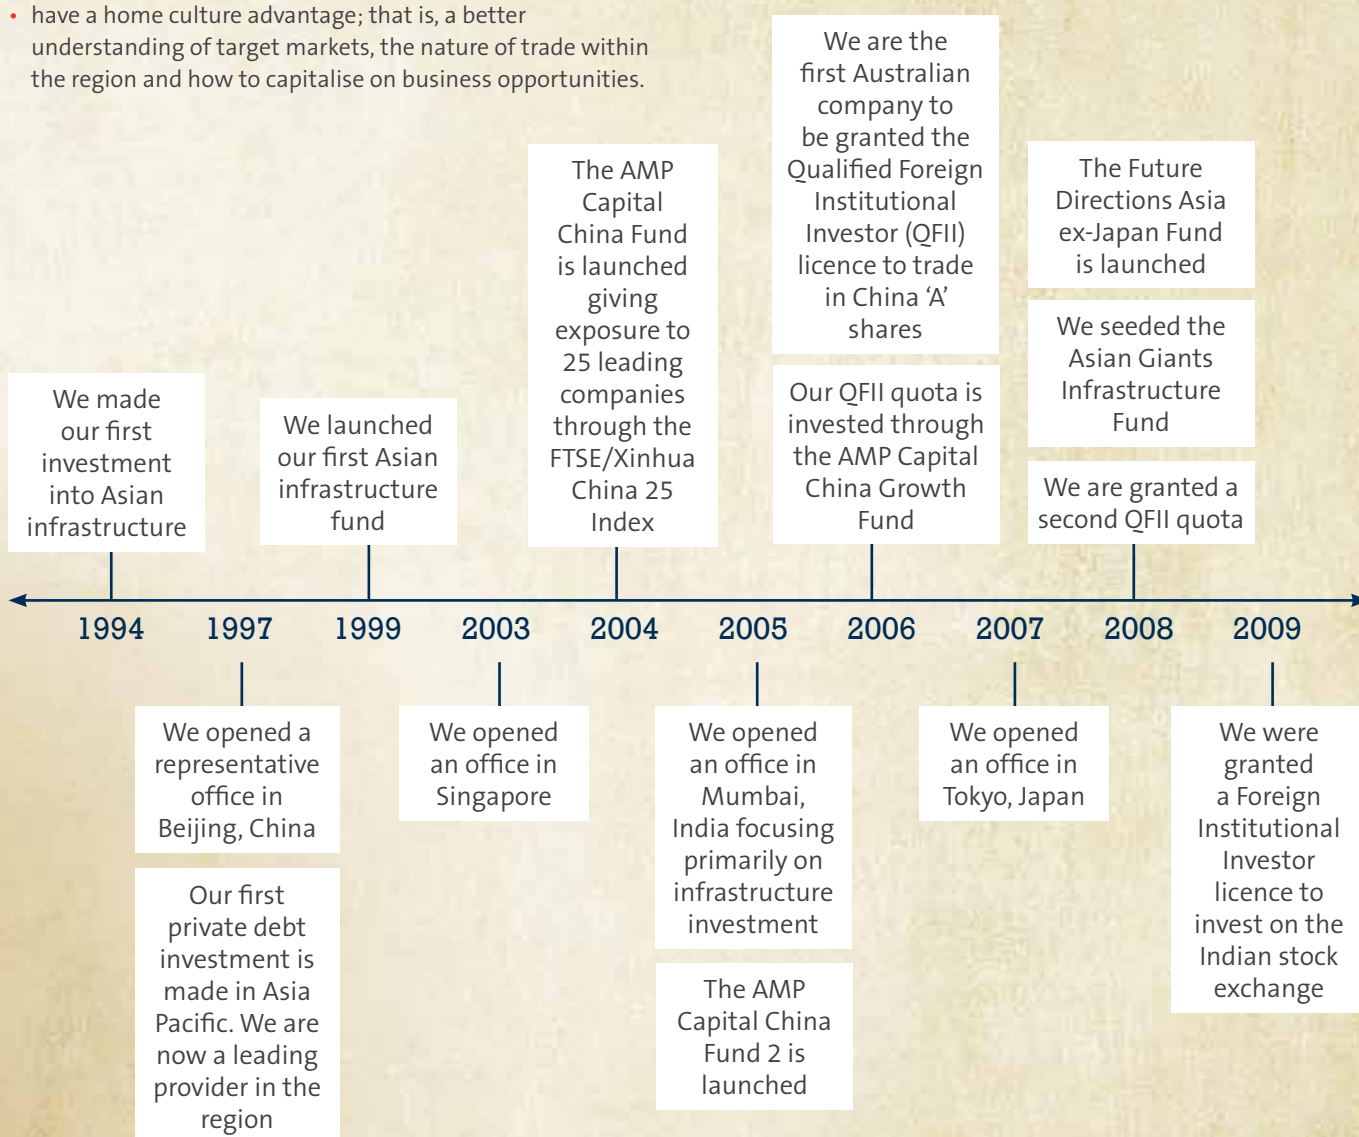 • have a home culture advantage; that is, a better
understanding of target markets, the nature of trade within
the region and how to capitalise on business opportunities.
We made
our first
investment
into Asian
infrastructure
We launched
our first Asian
infrastructure
fund
The AMP
Capital
China Fund
is launched
giving
exposure to
25 leading
companies
through the
FTSE/Xinhua
China 25
Index
We are the
first Australian
company to
be granted the
Qualified Foreign
Institutional
Investor (QFII)
licence to trade
in China ‘A’
shares
Our QFII quota is
invested through
the AMP Capital
China Growth
Fund
The Future
Directions Asia
ex-Japan Fund
is launched
We seeded the
Asian Giants
Infrastructure
Fund
We are granted a
second QFII quota
1994 1997 1999 2003 2004 2005 2006 2007 2008 2009
We opened a
representative
office in
Beijing, China
Our first
private debt
investment is
made in Asia
Pacific. We are
now a leading
provider in the
region
We opened
an office in
Singapore
We opened
an office in
Mumbai,
India focusing
primarily on
infrastructure
investment
The AMP
Capital China
Fund 2 is
launched
We opened
an office in
Tokyo, Japan
We were
granted
a Foreign
Institutional
Investor
licence to
invest on the
Indian stock
exchange